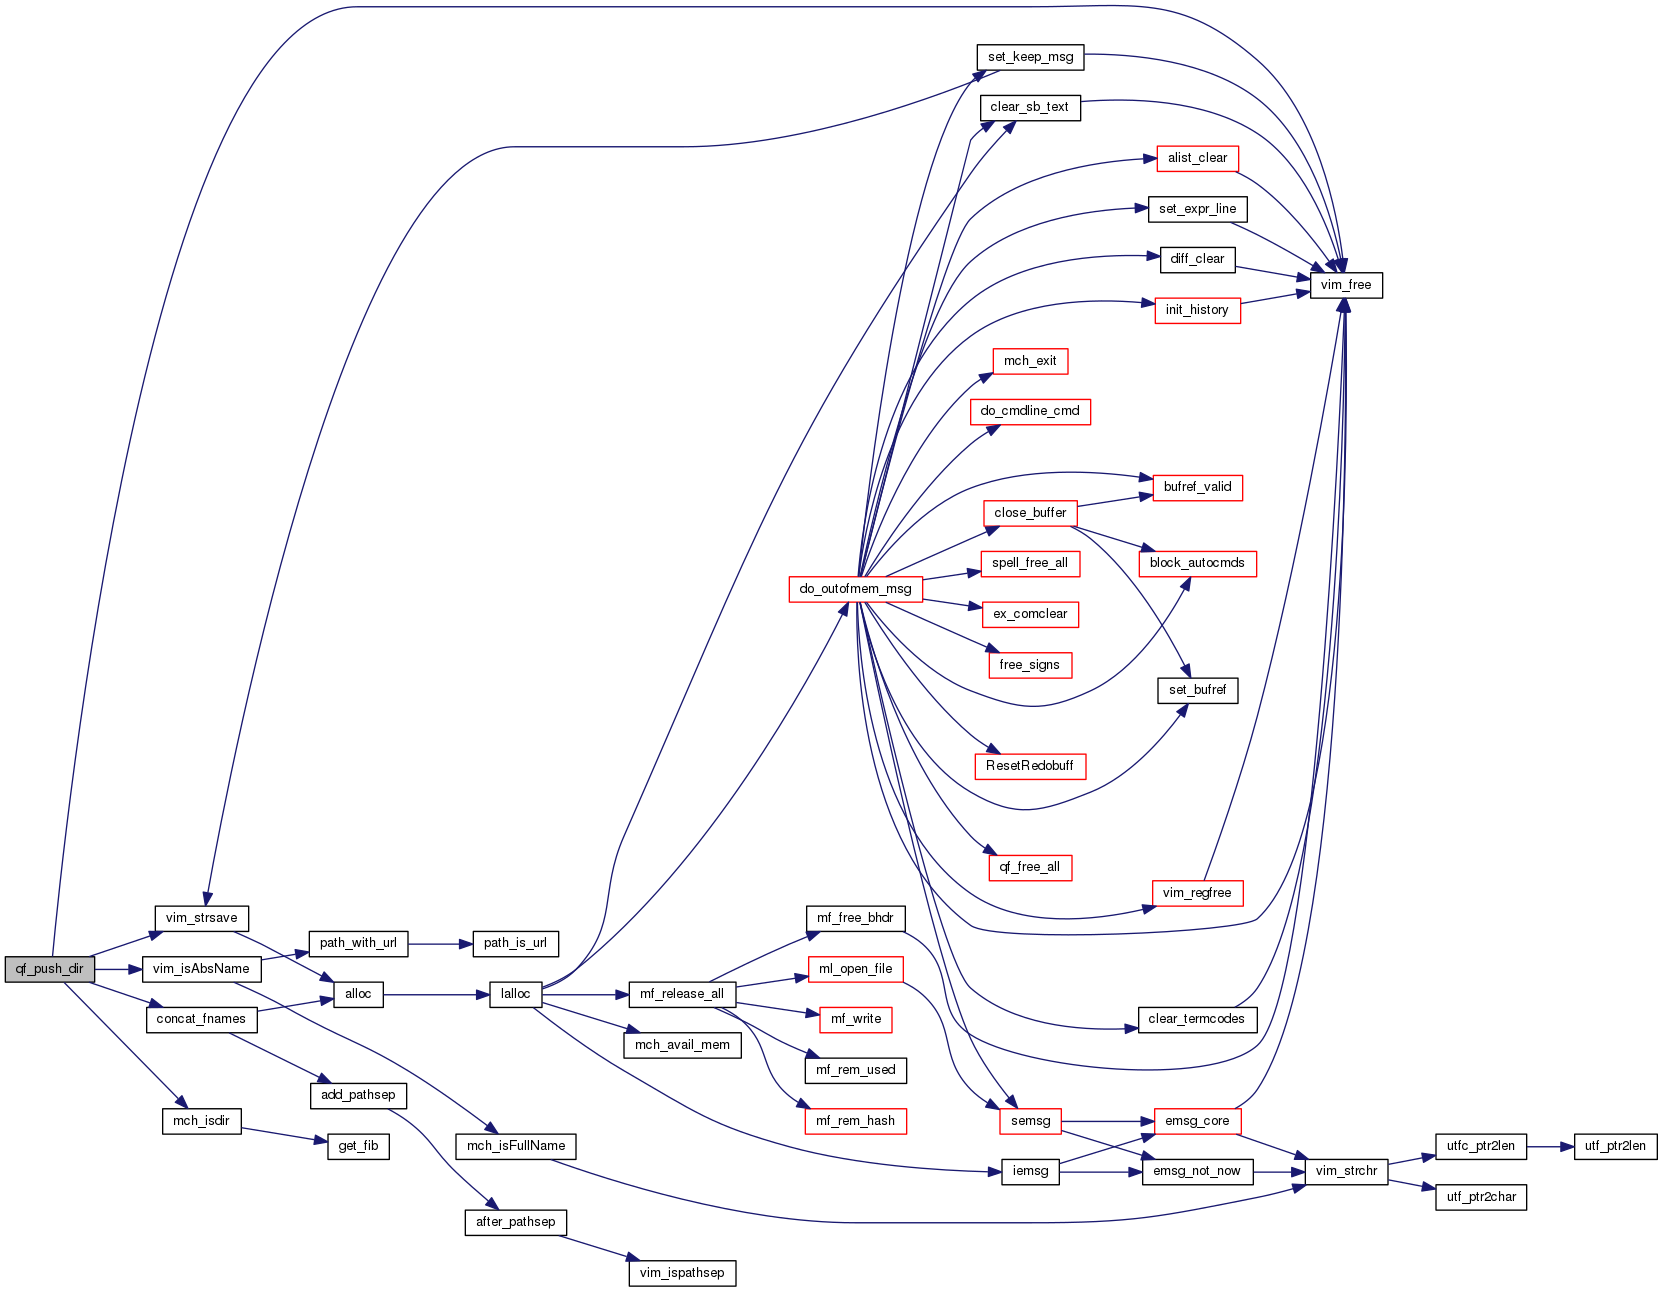 set_keep_msg
clear_sb_text
alist_clear
set_expr_line
diff_clear
vim_free
init_history
mch_exit
do_cmdline_cmd
bufref_valid
close_buffer
block_autocmds
spell_free_all
do_outofmem_msg
ex_comclear
free_signs
set_bufref
ResetRedobuff
qf_free_all
vim_regfree
vim_strsave
mf_free_bhdr
path_with_url
path_is_url
qf_push_dir
vim_isAbsName
ml_open_file
alloc
lalloc
mf_release_all
concat_fnames
mf_write
clear_termcodes
mch_avail_mem
mf_rem_used
add_pathsep
mch_isdir
mf_rem_hash
semsg
emsg_core
get_fib
mch_isFullName
utfc_ptr2len
utf_ptr2len
iemsg
emsg_not_now
vim_strchr
utf_ptr2char
after_pathsep
vim_ispathsep